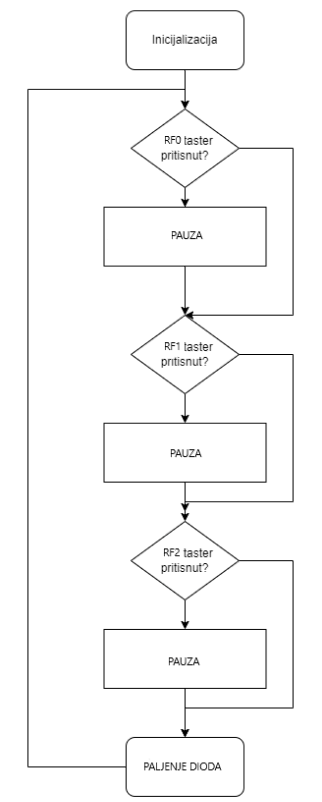 Inicijalizacija
RF0 taster
pritisnut?
PAUZA
RF1 taster
pritisnut?
PAUZA
RF2 taster
pritisnut?
PAUZA
PALJENJE DIODA